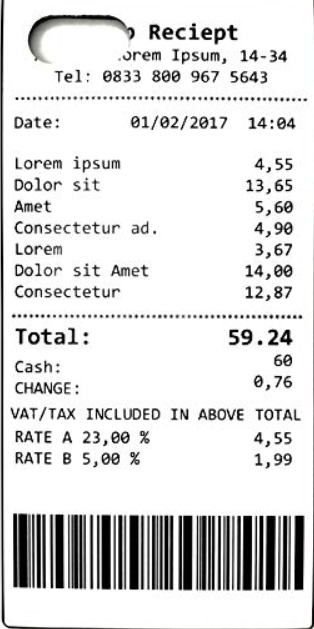 Reciept
orem Ipsum, 14-34
Tel: 0833 800 967 5643
Date: 01/02/2017 14:04
Lorem ipsum 4,55
Dolor sit 13,65
Amet 5,60
Consectetur ad. 4,90
Lorem 3,67
Dolor sit Amet 14,00
Consectetur 12,87
Total: 59.24
Cash: 60
CHANGE: 0,76
VAT/TAX INCLUDED IN ABOVE TOTAL
RATE A 23,00 % 4,55
RATE B 5,00 % 1,99